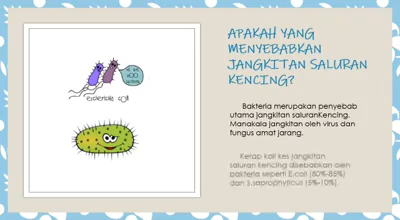 APAKAH YANG
MENYEBABKAN
JANGKITAN SALURAN
KENCING?
Escherichia coli
Bakteria merupakan penyebab
utama jangkitan saluranKencing.
Manakala jangkitan oleh virus dan
fungus amat jarang.
Kerap kali kes jangkitan
saluran kencing disebabkan oleh
bakteria seperti E.coli (80%-85%)
dan S.saprophyticus (5%-10%).